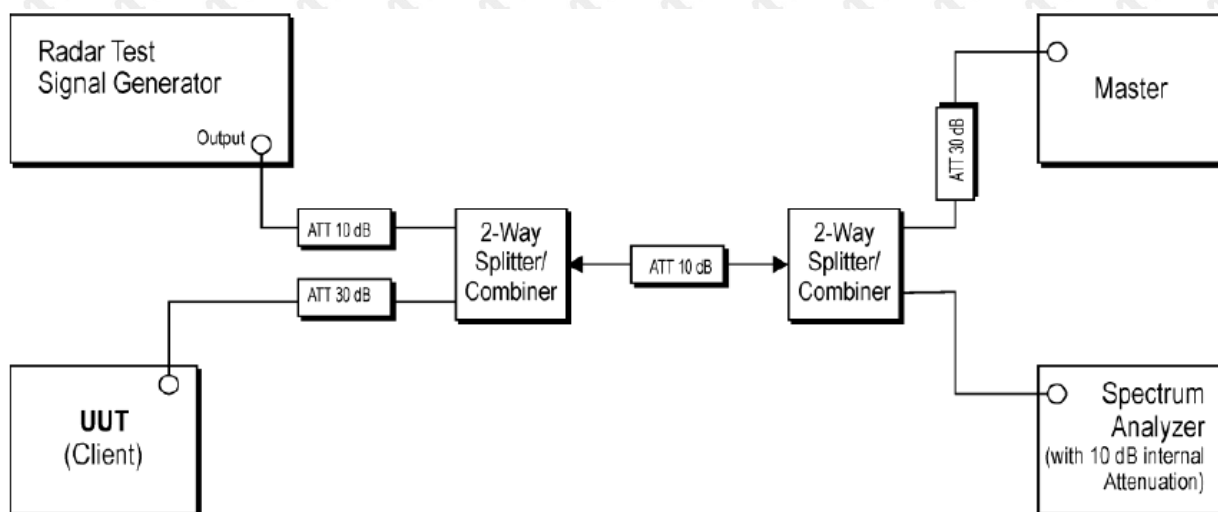 Radar Test
Signal Generator
Output
ATT 10 dB
ATT 30 dB
UUT
(Client)
2-Way
Splitter/
Combiner
ATT 10 dB
2-Way
Splitter/
Combiner
ATT 30 dB
Master
Spectrum
Analyzer
(with 10 dB internal
Attenuation)